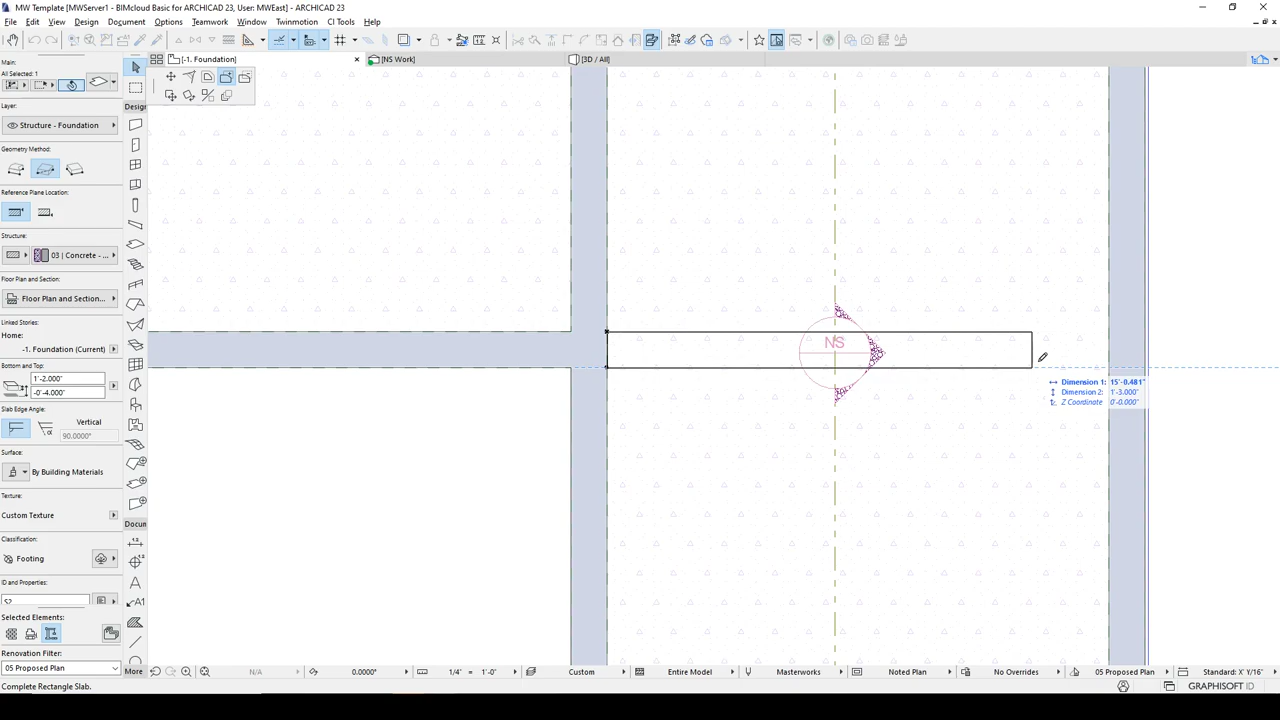 MW Template [MWServer1 - BIMcloud Basic for ARCHICAD 23, User: MWEast] - ARCHICAD 23
File Edit View Design Document Options Teamwork Window Twinmotion CI Tools Help
Main:
All Selected: 1
[-1. Foundation]
[NS Work]
[3D / All]
Design
Layer:
Structure - Foundation
Geometry Method:
Reference Plane Location:
Structure:
03 | Concrete - ...
Floor Plan and Section:
Floor Plan and Section...
Linked Stories:
Home:
-1. Foundation (Current)
Bottom and Top:
1'-2.000"
-0'-4.000"
Slab Edge Angle:
Vertical
90.0000°
Surface:
By Building Materials
Texture:
Custom Texture
Classification:
Footing
ID and Properties:
Selected Elements:
Renovation Filter:
05 Proposed Plan
Docun
More
NS
Dimension 1: 15'-0.481"
Dimension 2: 1'-3.000"
Z Coordinate 0'-0.000"
N/A 0.0000° 1/4" = 1'-0" Custom Entire Model Masterworks Noted Plan No Overrides 05 Proposed Plan Standard: X' Y/16"
Complete Rectangle Slab.
GRAPHISOFT ID